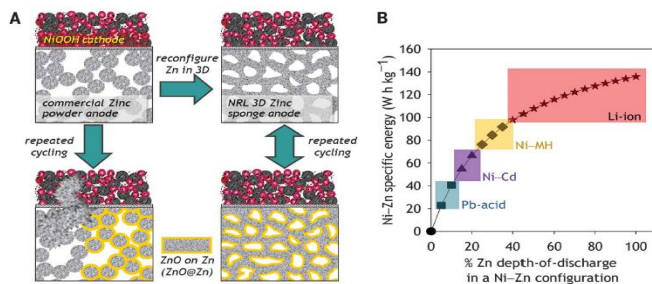 A
NiOOH cathode
commercial Zinc
powder anode
reconfigure
Zn in 3D
NRL 3D Zinc
sponge anode
repeated
cycling
repeated
cycling
ZnO on Zn
(ZnO@Zn)
B
Ni–Zn specific energy (W h kg⁻¹)
160
140
120
100
80
60
40
20
0
Li-ion
Ni–MH
Ni–Cd
Pb-acid
0 20 40 60 80 100
% Zn depth-of-discharge
in a Ni–Zn configuration